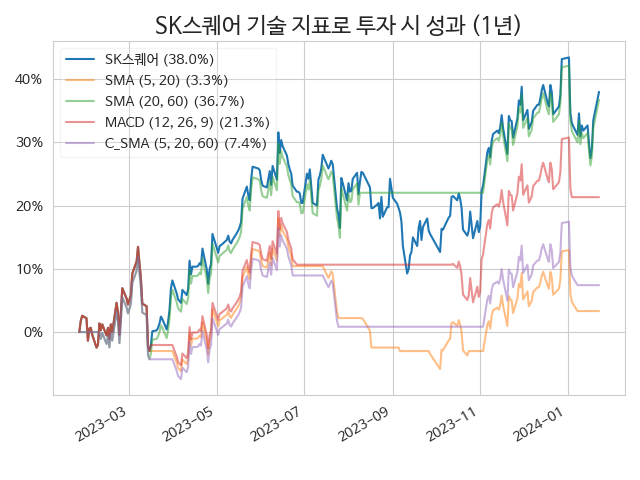 SK스퀘어 기술 지표로 투자 시 성과 (1년)
SK스퀘어 (38.0%)
SMA (5, 20) (3.3%)
SMA (20, 60) (36.7%)
MACD (12, 26, 9) (21.3%)
C_SMA (5, 20, 60) (7.4%)
40%
30%
20%
10%
0%
2023-03
2023-05
2023-07
2023-09
2023-11
2024-01